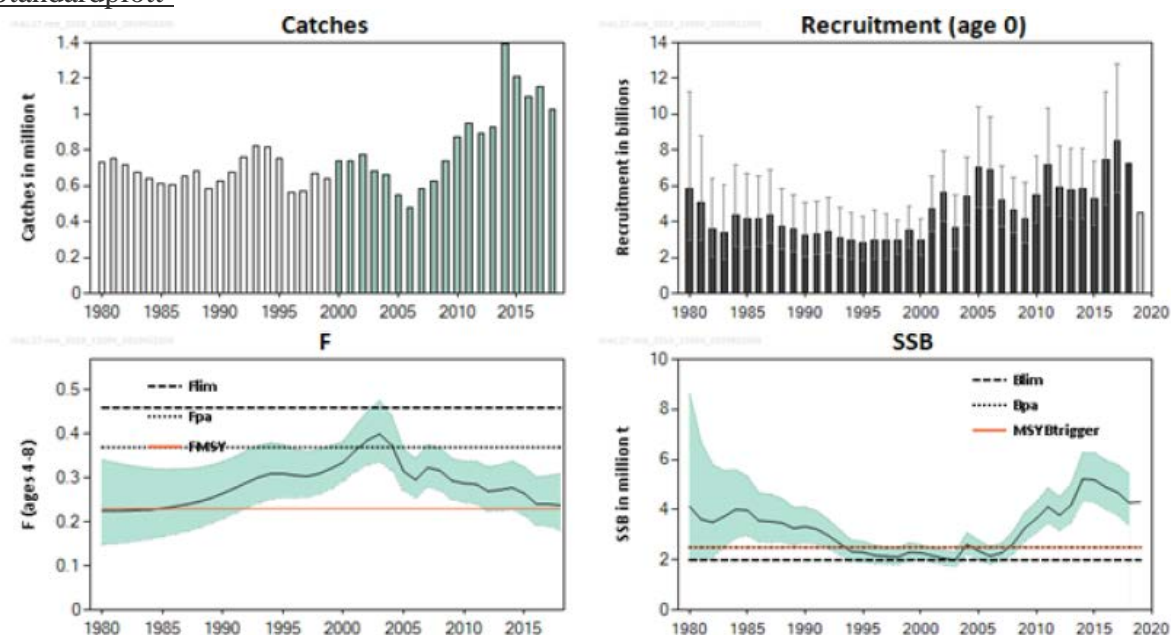 Standardplott
Catches
Catches in million t
1.4
1.2
1
0.8
0.6
0.4
0.2
0
1980 1985 1990 1995 2000 2005 2010 2015
Recruitment (age 0)
Recruitment in billions
14
12
10
8
6
4
2
0
1980 1985 1990 1995 2000 2005 2010 2015 2020
F
F (ages 4-8)
Flim
Fpa
FMSY
0.5
0.4
0.3
0.2
0.1
0
1980 1985 1990 1995 2000 2005 2010 2015
SSB
SSB in million t
Blim
Bpa
MSYBtrigger
10
8
6
4
2
0
1980 1985 1990 1995 2000 2005 2010 2015 2020